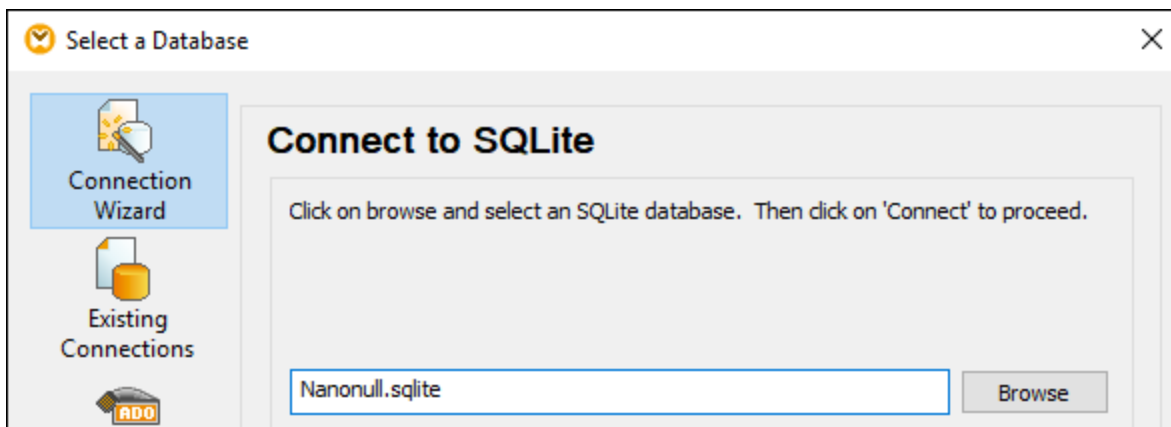 Select a Database
Connection
Wizard
Existing
Connections
ADO
Connect to SQLite
Click on browse and select an SQLite database. Then click on 'Connect' to proceed.
Nanonull.sqlite
Browse